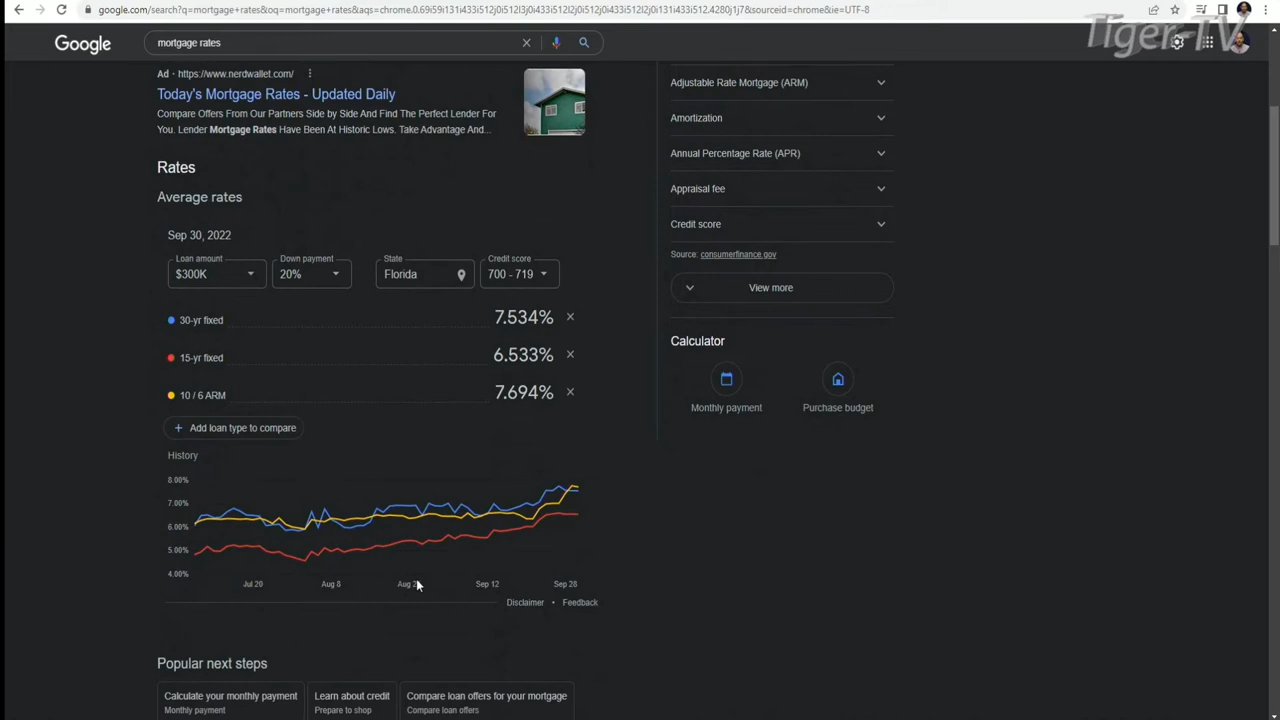 google.com/search?q=mortgage+rates&oq=mortgage+rates&aqs=chrome.0.69i59i131i433i512j0i512l3j0i433i512l2j0i512j0i433i512j0i131i433i512.4280j1j7&sourceid=chrome&ie=UTF-8
Tiger-TV
Google
mortgage rates
Ad · https://www.nerdwallet.com/
Today's Mortgage Rates - Updated Daily
Compare Offers From Our Partners Side by Side And Find The Perfect Lender For
You. Lender Mortgage Rates Have Been At Historic Lows. Take Advantage And...
Rates
Average rates
Sep 30, 2022
Loan amount
$300K
Down payment
20%
State
Florida
Credit score
700 - 719
30-yr fixed 7.534%
15-yr fixed 6.533%
10 / 6 ARM 7.694%
+ Add loan type to compare
History
8.00%
7.00%
6.00%
5.00%
4.00%
Jul 20 Aug 8 Aug Sep 12 Sep 28
Disclaimer • Feedback
Popular next steps
Calculate your monthly payment
Monthly payment
Learn about credit
Prepare to shop
Compare loan offers for your mortgage
Compare loan offers
Adjustable Rate Mortgage (ARM)
Amortization
Annual Percentage Rate (APR)
Appraisal fee
Credit score
Source: consumerfinance.gov
View more
Calculator
Monthly payment
Purchase budget